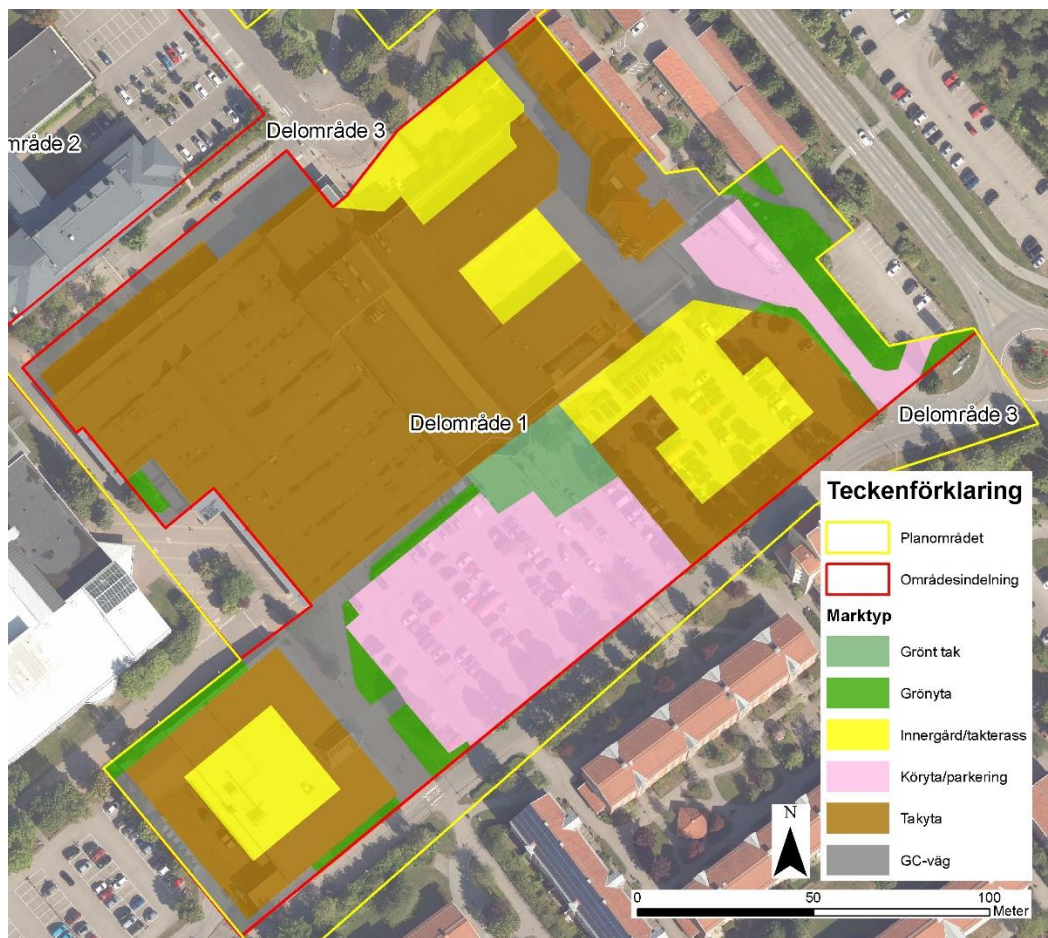 Delområde 3
mråde 2
Delområde 1
Delområde 3
Teckenförklaring
Planområdet
Områdesindelning
Marktyp
Grönt tak
Grönyta
Innergård/takterass
Köryta/parkering
Takyta
GC-väg
N
0 50 100
Meter